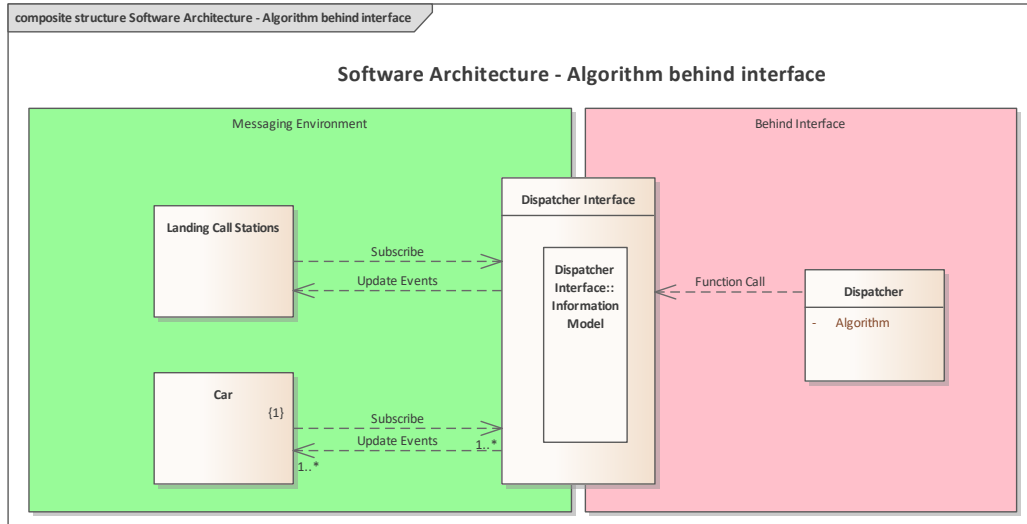 composite structure Software Architecture - Algorithm behind interface
Software Architecture - Algorithm behind interface
Messaging Environment
Behind Interface
Dispatcher Interface
Landing Call Stations
Subscribe
Update Events
Dispatcher
Interface::
Information
Model
Function Call
Dispatcher
- Algorithm
Car
{1}
Subscribe
Update Events
1..*
1..*